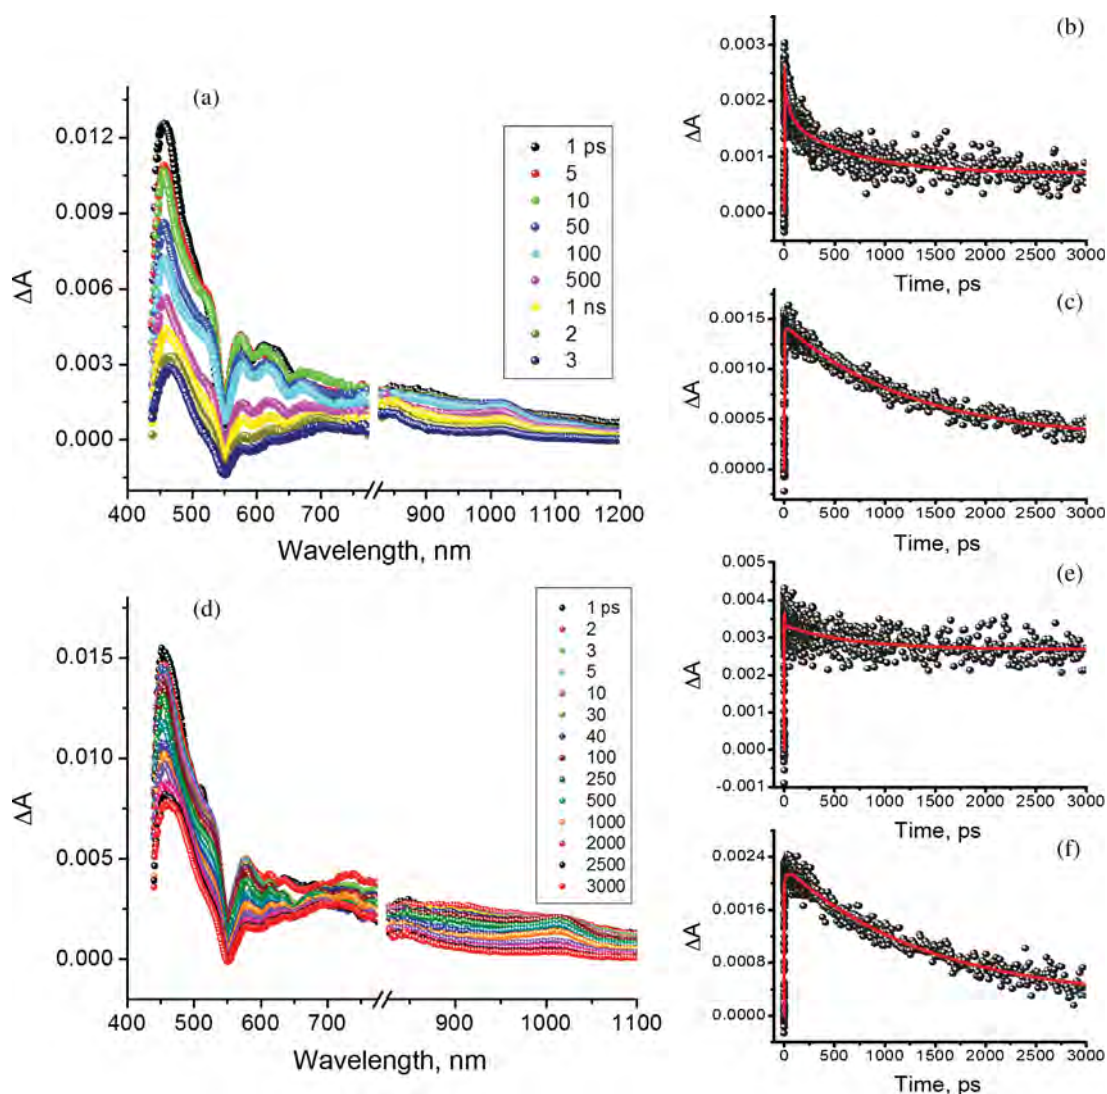 (a)
ΔA
0.012
0.009
0.006
0.003
0.000
1 ps
5
10
50
100
500
1 ns
2
3
400 500 600 700 900 1000 1100 1200
Wavelength, nm
(b)
ΔA
0.003
0.002
0.001
0.000
0 500 1000 1500 2000 2500 3000
Time, ps
(c)
ΔA
0.0015
0.0010
0.0005
0.0000
0 500 1000 1500 2000 2500 3000
Time, ps
(d)
ΔA
0.015
0.010
0.005
0.000
1 ps
2
3
5
10
30
40
100
250
500
1000
2000
2500
3000
400 500 600 700 900 1000 1100
Wavelength, nm
(e)
ΔA
0.005
0.004
0.003
0.002
0.000
-0.001
0 500 1000 1500 2000 2500 3000
Time, ps
(f)
ΔA
0.0024
0.0016
0.0008
0.0000
0 500 1000 1500 2000 2500 3000
Time, ps